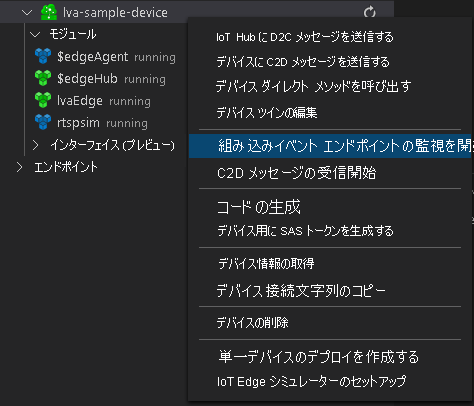 lva-sample-device
モジュール
$edgeAgent running
$edgeHub running
lvaEdge running
rtspsim running
インターフェイス (プレビュー)
エンドポイント
IoT Hub に D2C メッセージを送信する
デバイスに C2D メッセージを送信する
デバイス ダイレクト メソッドを呼び出す
デバイス ツインの編集
組み込みイベント エンドポイントの監視を開
C2D メッセージの受信開始
コードの生成
デバイス用に SAS トークンを生成する
デバイス情報の取得
デバイス接続文字列のコピー
デバイスの削除
単一デバイスのデプロイを作成する
IoT Edge シミュレーターのセットアップ